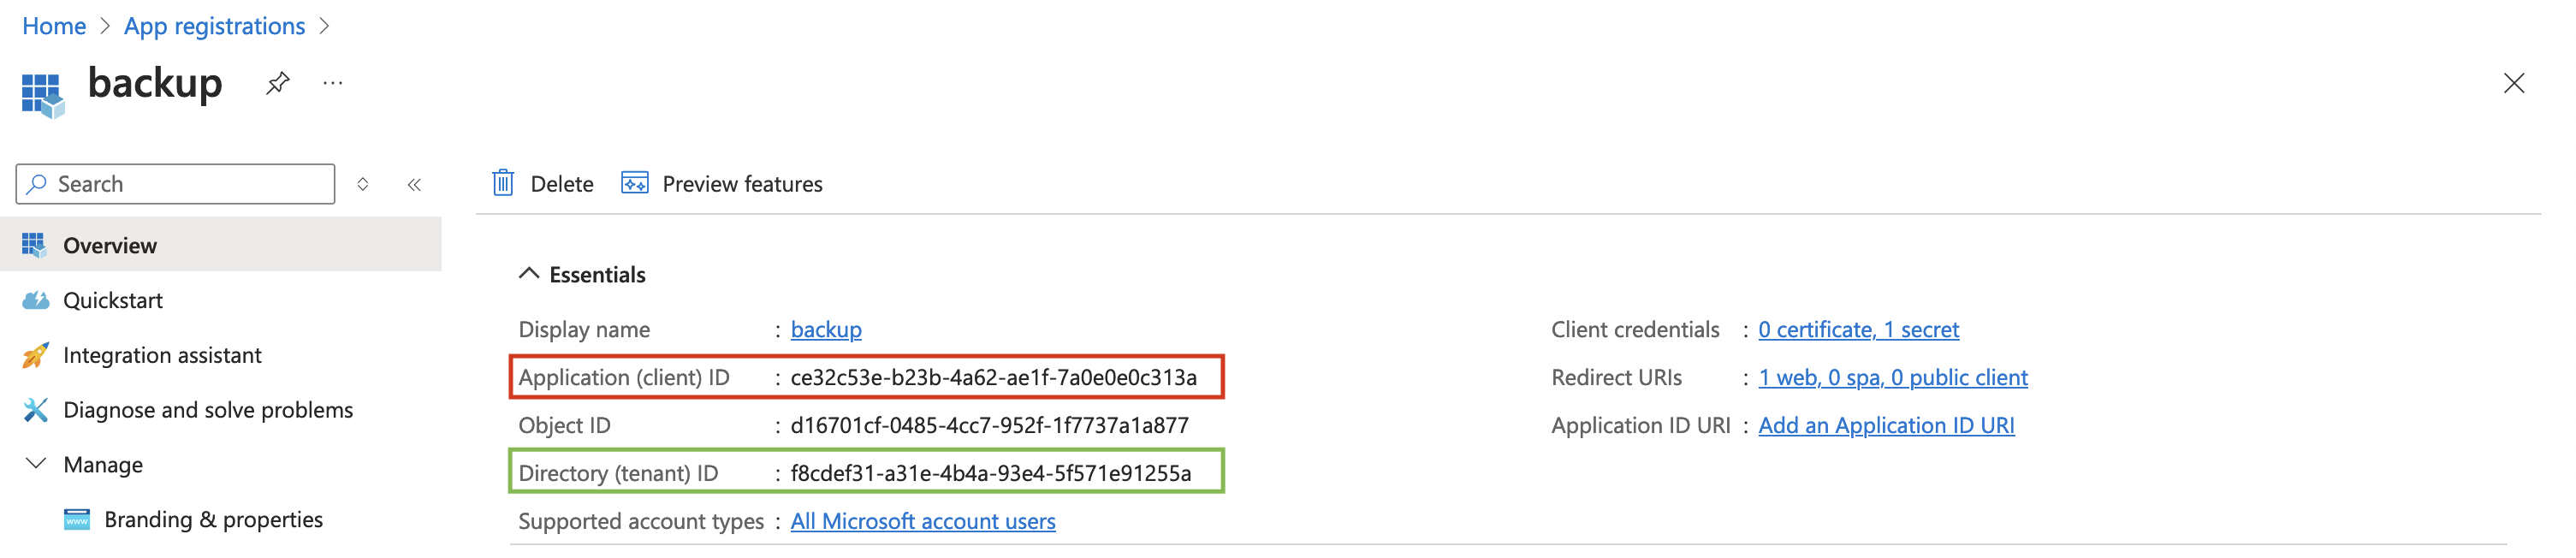 Home > App registrations >
backup
Search
Delete
Preview features
Overview
Quickstart
Integration assistant
Diagnose and solve problems
Manage
www
Branding & properties
Essentials
Display name : backup
Application (client) ID : ce32c53e-b23b-4a62-ae1f-7a0e0e0c313a
Object ID : d16701cf-0485-4cc7-952f-1f7737a1a877
Directory (tenant) ID : f8cdef31-a31e-4b4a-93e4-5f571e91255a
Supported account types : All Microsoft account users
Client credentials : 0 certificate, 1 secret
Redirect URIs : 1 web, 0 spa, 0 public client
Application ID URI : Add an Application ID URI